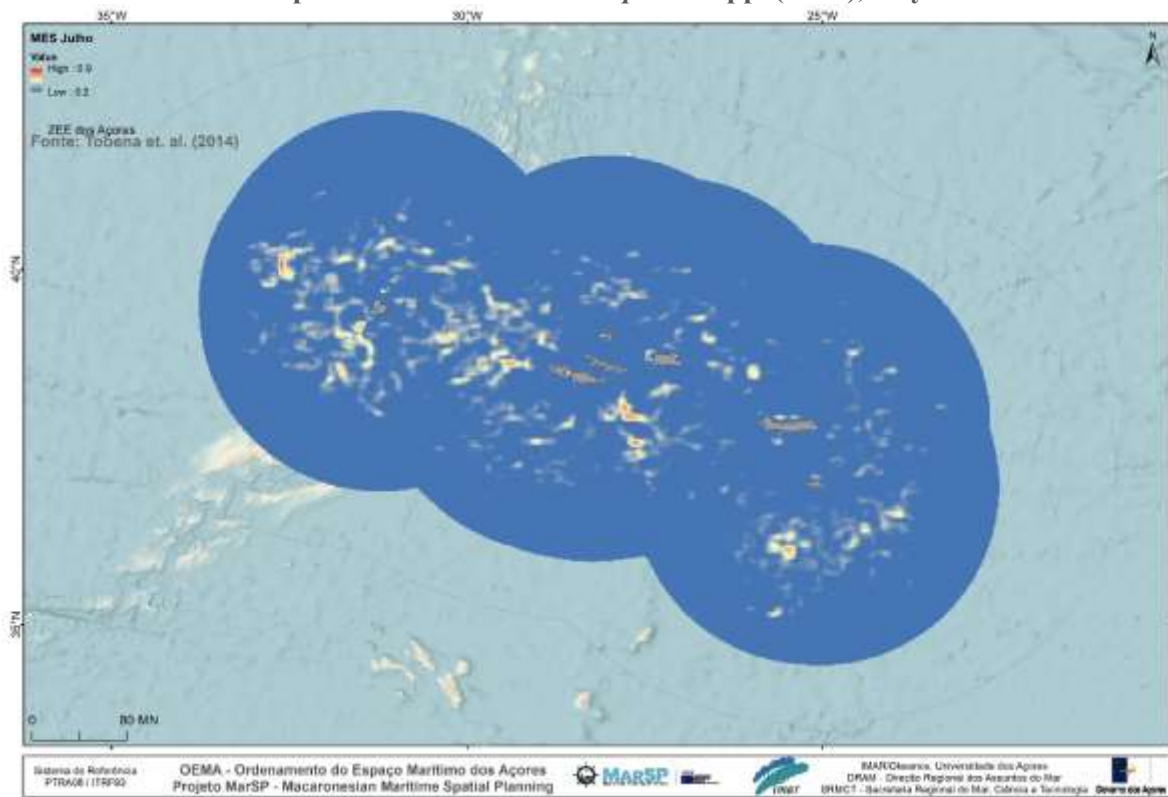 35°W 30°W 25°W
MES Julho
N
Value
High : 0.9
Low : 0.2
ZEE dos Açores
Fonte: Tobena et. al. (2014)
40°N
35°N
0 80 MN
Sistema de Referência
PTRA08 / ITRF93
OEMA - Ordenamento do Espaço Marítimo dos Açores
Projeto MarSP - Macaronesian Maritime Spatial Planning
MARSP
IMAR/Okeanos, Universidade dos Açores
DRAM - Direção Regional dos Assuntos do Mar
SRMCT - Secretaria Regional do Mar, Ciência e Tecnologia
Governo dos Açores